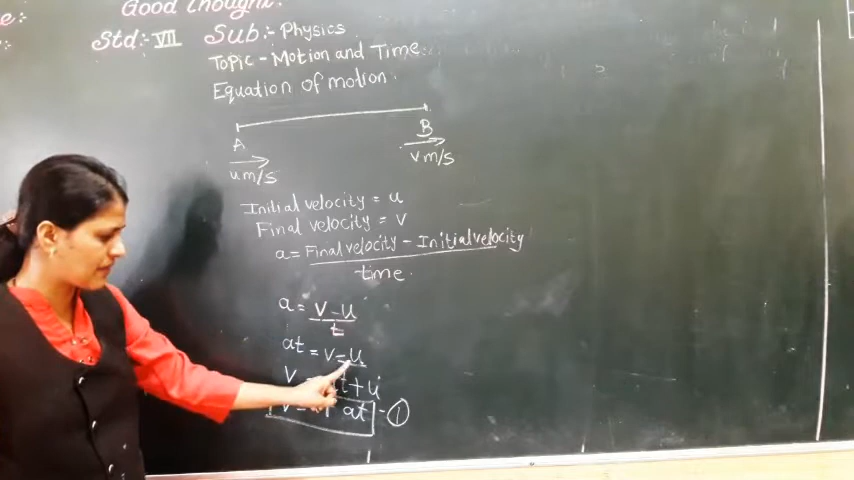 Good Thought:
Std:- VII Sub:- Physics
Topic - Motion and Time
Equation of motion.
A B
u m/s v m/s
Initial velocity = u
Final velocity = v
a = Final velocity - Initial velocity
time.
a = v - u
t
at = v - u
v = at + u
at - 1